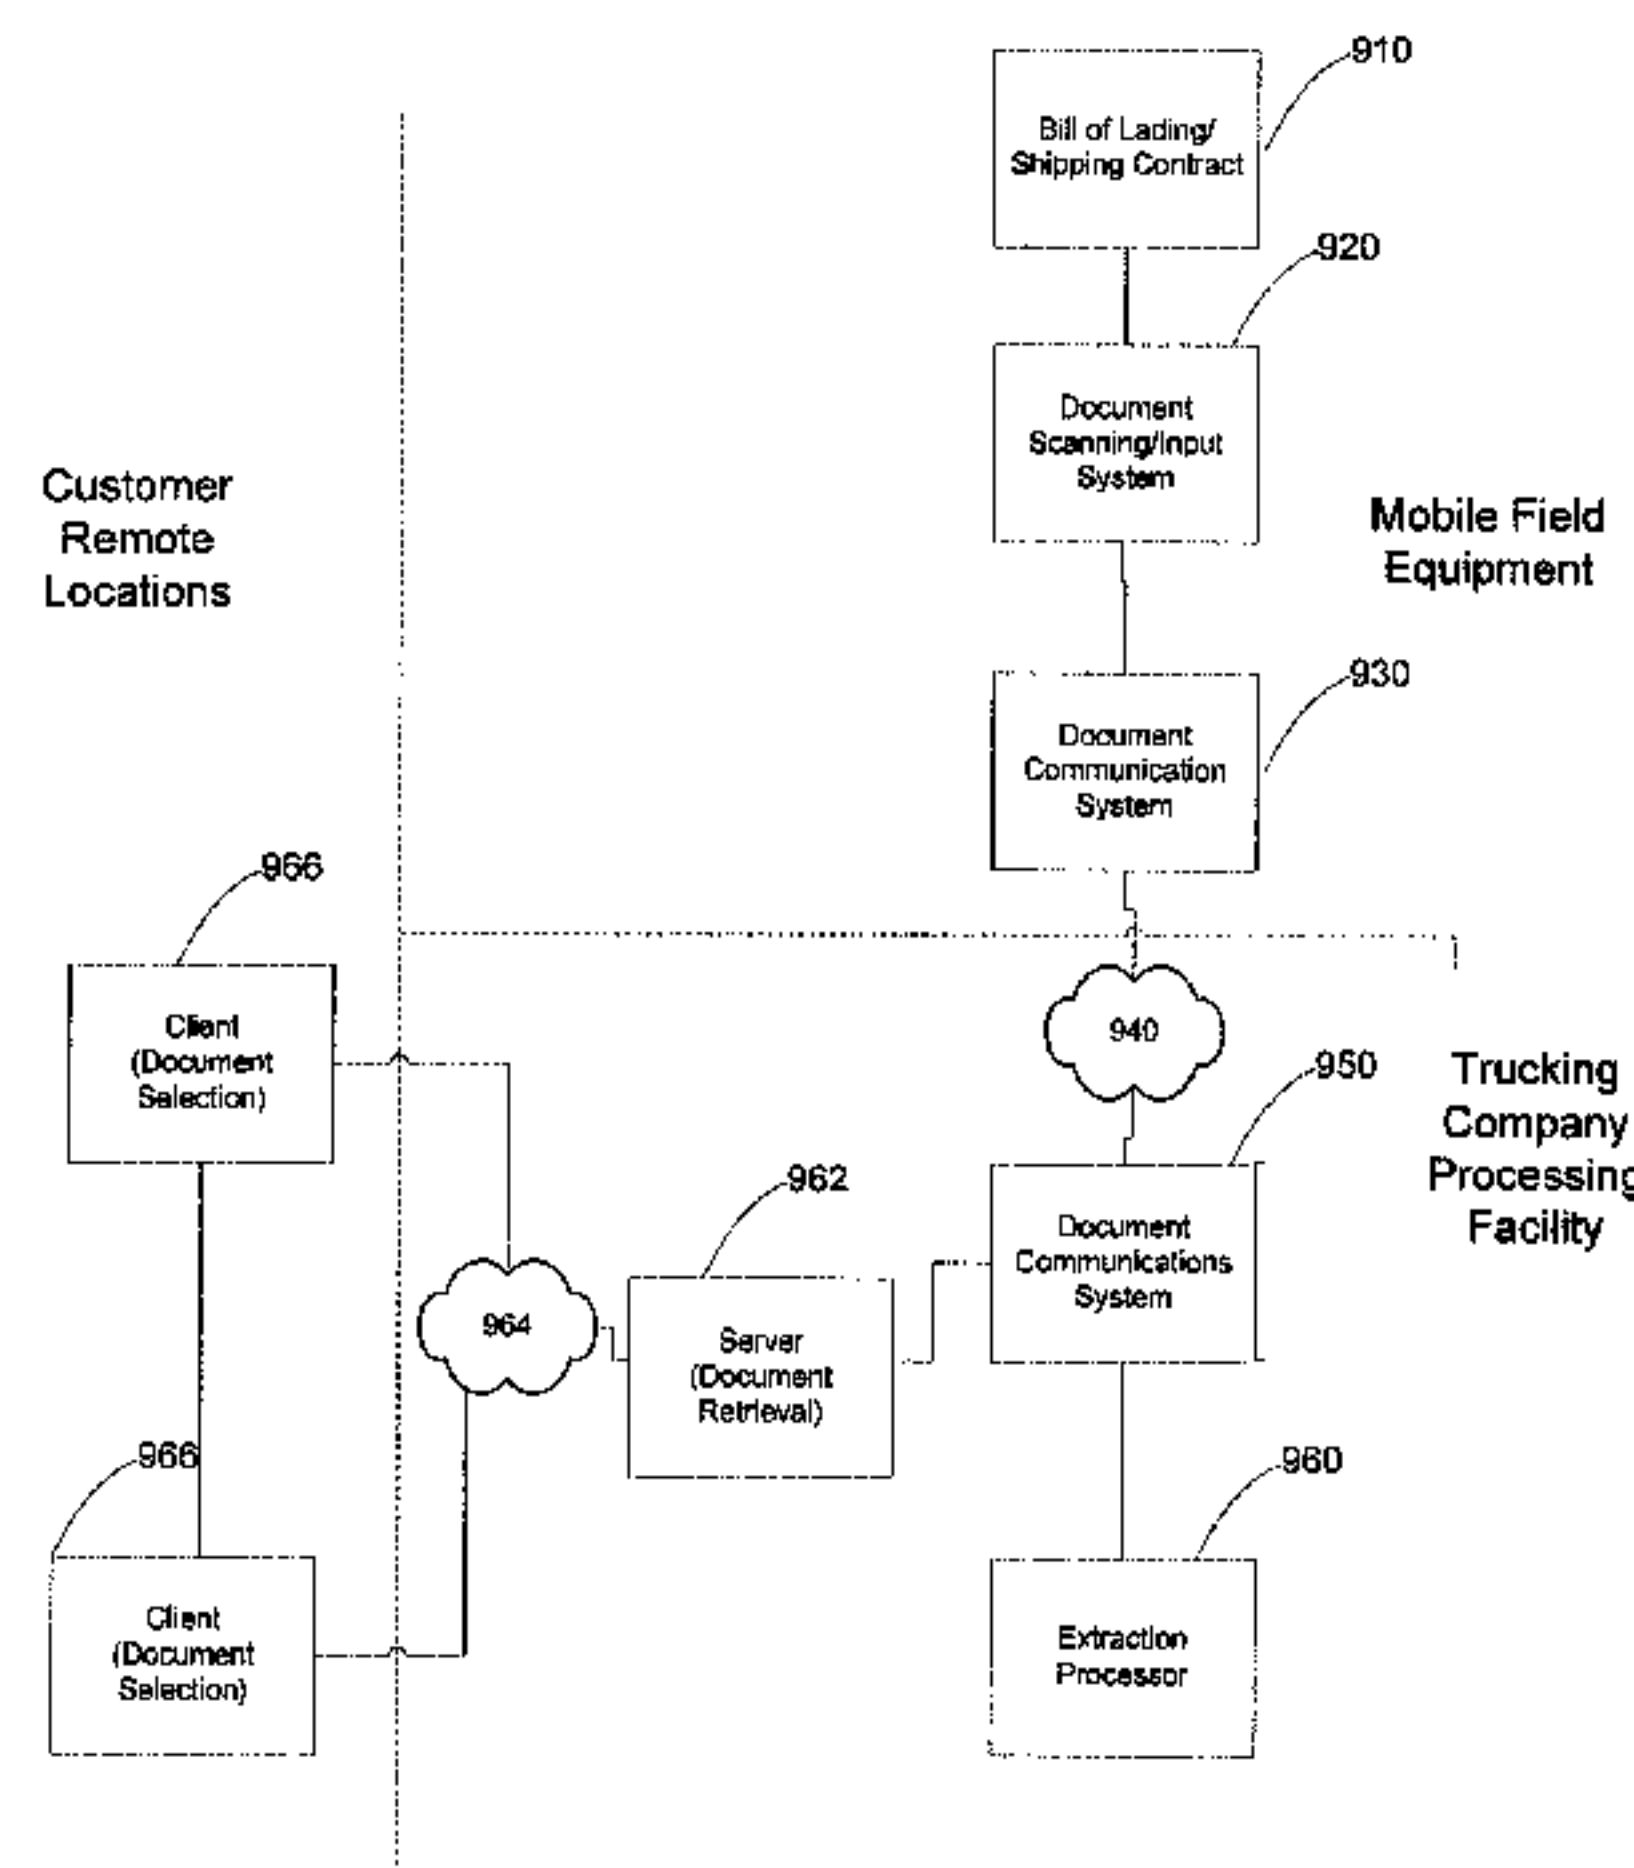 910
Bill of Lading/
Shipping Contract
920
Document
Scanning/Input
System
Customer
Remote
Locations
Mobile Field
Equipment
930
Document
Communication
System
966
Client
(Document
Selection)
940
950
Trucking
Company
Processing
Facility
962
Document
Communications
System
964
Server
(Document
Retrieval)
966
960
Client
(Document
Selection)
Extraction
Processor